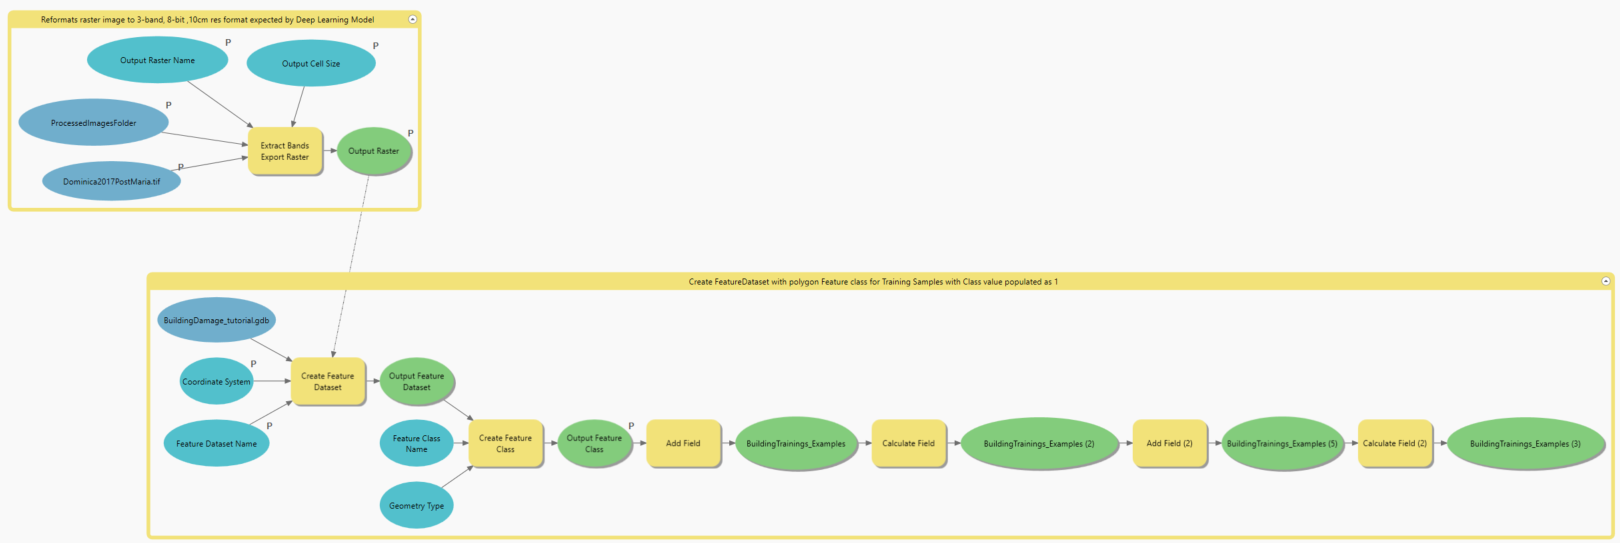 Reformats raster image to 3-band, 8-bit ,10cm res format expected by Deep Learning Model
P
Output Raster Name
P
Output Cell Size
P
ProcessedImagesFolder
P
Dominica2017PostMaria.tif
Extract Bands
Export Raster
P
Output Raster
Create FeatureDataset with polygon Feature class for Training Samples with Class value populated as 1
BuildingDamage_tutorial.gdb
P
Coordinate System
P
Feature Dataset Name
Create Feature
Dataset
Output Feature
Dataset
Feature Class
Name
Geometry Type
Create Feature
Class
P
Output Feature
Class
Add Field
BuildingTrainings_Examples
Calculate Field
BuildingTrainings_Examples (2)
Add Field (2)
BuildingTrainings_Examples (5)
Calculate Field (2)
BuildingTrainings_Examples (3)